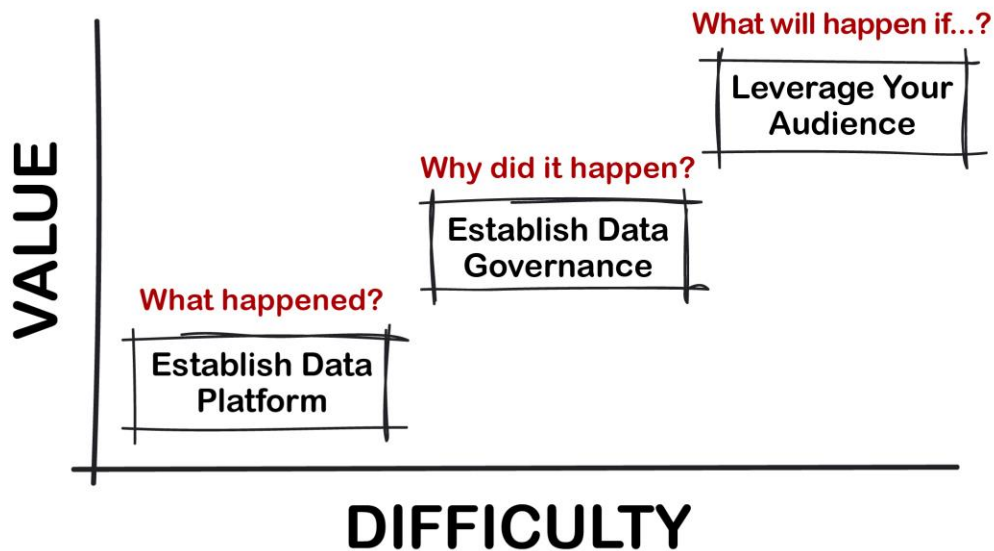 What will happen if...?
Leverage Your
Audience
Why did it happen?
Establish Data
Governance
What happened?
Establish Data
Platform
VALUE
DIFFICULTY